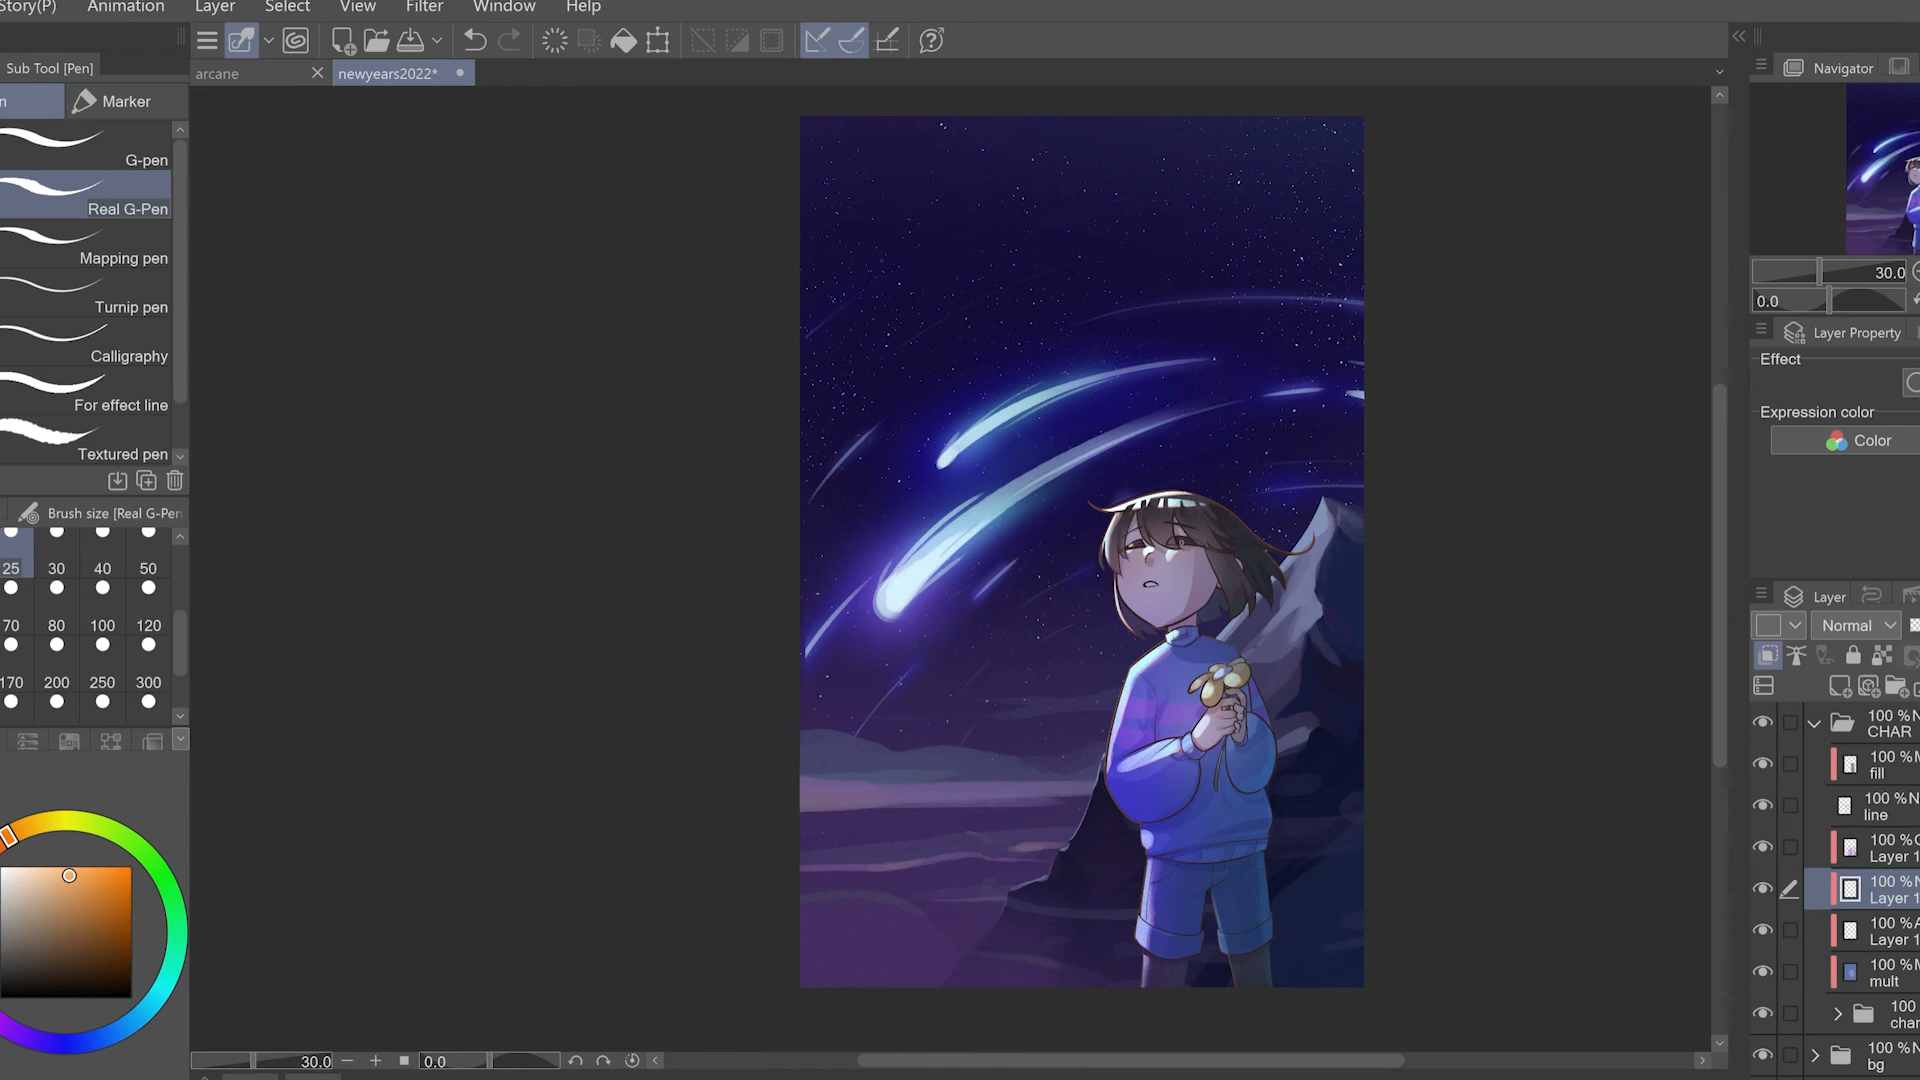 Story(P) Animation Layer Select View Filter Window Help
Sub Tool [Pen]
arcane
newyears2022*
Navigator
Marker
G-pen
Real G-Pen
Mapping pen
Turnip pen
Calligraphy
For effect line
Textured pen
Brush size [Real G-Pen
25 30 40 50
70 80 100 120
170 200 250 300
30.0
0.0
Layer Property
Effect
Expression color
Color
Layer
Normal
100 %N
CHAR
100 %M
fill
100 %N
line
100 %
Layer 1
100 %N
Layer 1
100 %A
Layer 1
100 %M
mult
100
char
100 %N
bg
30.0 0.0